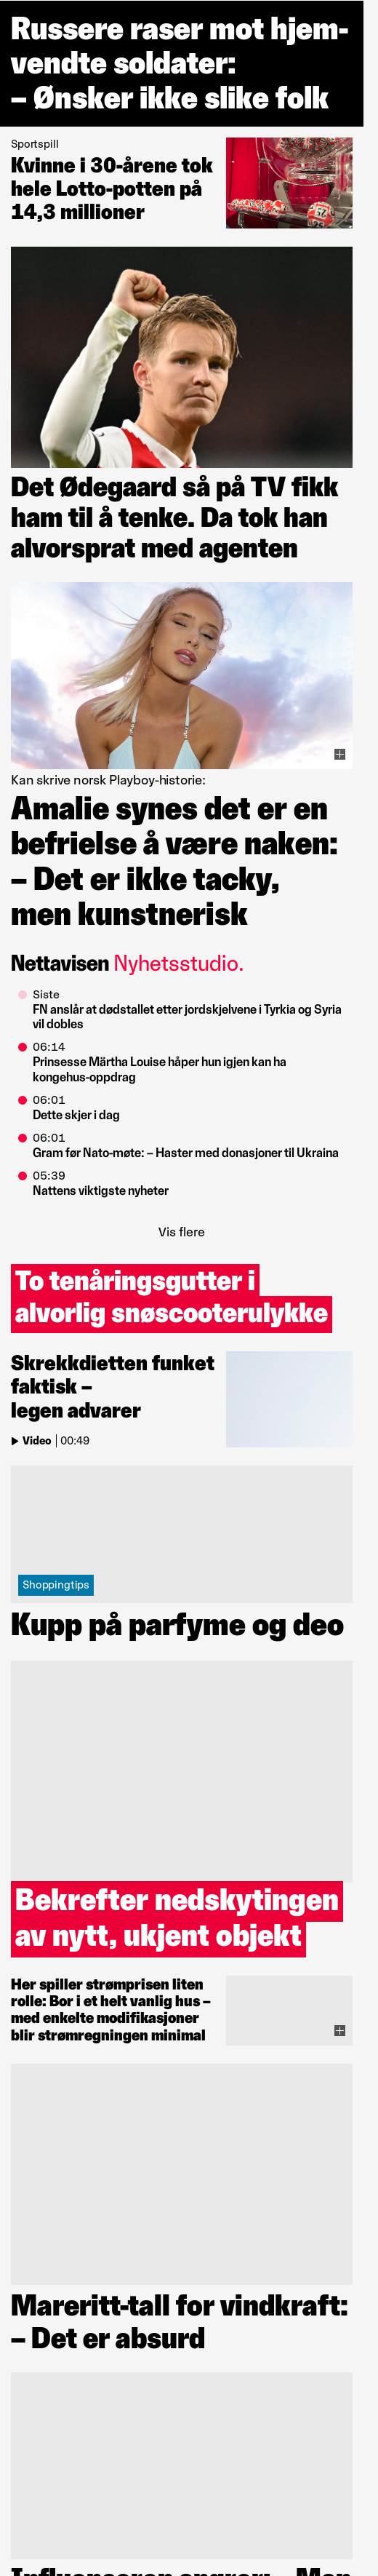 Russere raser mot hjem-
vendte soldater:
– Ønsker ikke slike folk
Sportspill
Kvinne i 30-årene tok
hele Lotto-potten på
14,3 millioner
Det Ødegaard så på TV fikk
ham til å tenke. Da tok han
alvorsprat med agenten
Kan skrive norsk Playboy-historie:
Amalie synes det er en
befrielse å være naken:
– Det er ikke tacky,
men kunstnerisk
Nettavisen Nyhetsstudio.
Siste
FN anslår at dødstallet etter jordskjelvene i Tyrkia og Syria
vil dobles
06:14
Prinsesse Märtha Louise håper hun igjen kan ha
kongehus-oppdrag
06:01
Dette skjer i dag
06:01
Gram før Nato-møte: – Haster med donasjoner til Ukraina
05:39
Nattens viktigste nyheter
Vis flere
To tenåringsgutter i
alvorlig snøscooterulykke
Skrekkdietten funket
faktisk –
legen advarer
Video 00:49
Shoppingtips
Kupp på parfyme og deo
Bekrefter nedskytingen
av nytt, ukjent objekt
Her spiller strømprisen liten
rolle: Bor i et helt vanlig hus –
med enkelte modifikasjoner
blir strømregningen minimal
Mareritt-tall for vindkraft:
– Det er absurd